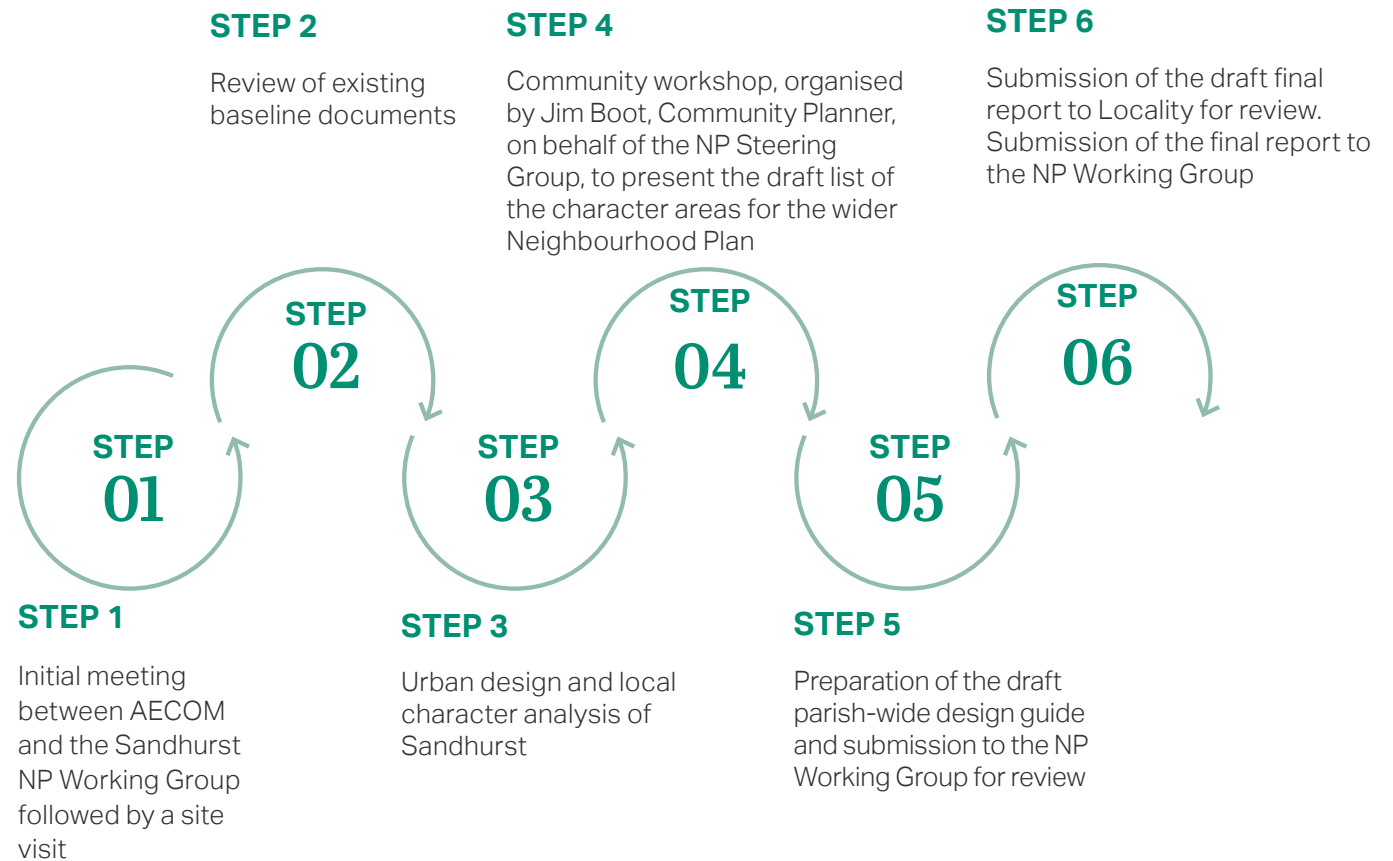 STEP 2
Review of existing
baseline documents
STEP 4
Community workshop, organised
by Jim Boot, Community Planner,
on behalf of the NP Steering
Group, to present the draft list of
the character areas for the wider
Neighbourhood Plan
STEP 6
Submission of the draft final
report to Locality for review.
Submission of the final report to
the NP Working Group
STEP
01
STEP
02
STEP
03
STEP
04
STEP
05
STEP
06
STEP 1
Initial meeting
between AECOM
and the Sandhurst
NP Working Group
followed by a site
visit
STEP 3
Urban design and local
character analysis of
Sandhurst
STEP 5
Preparation of the draft
parish-wide design guide
and submission to the NP
Working Group for review